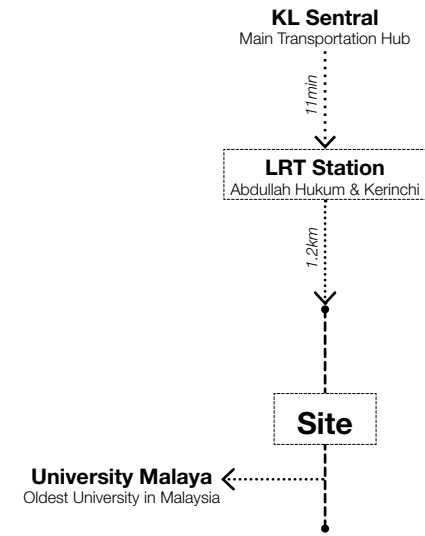 KL Sentral
Main Transportation Hub
11min
LRT Station
Abdullah Hukum & Kerinchi
1.2km
Site
University Malaya
Oldest University in Malaysia